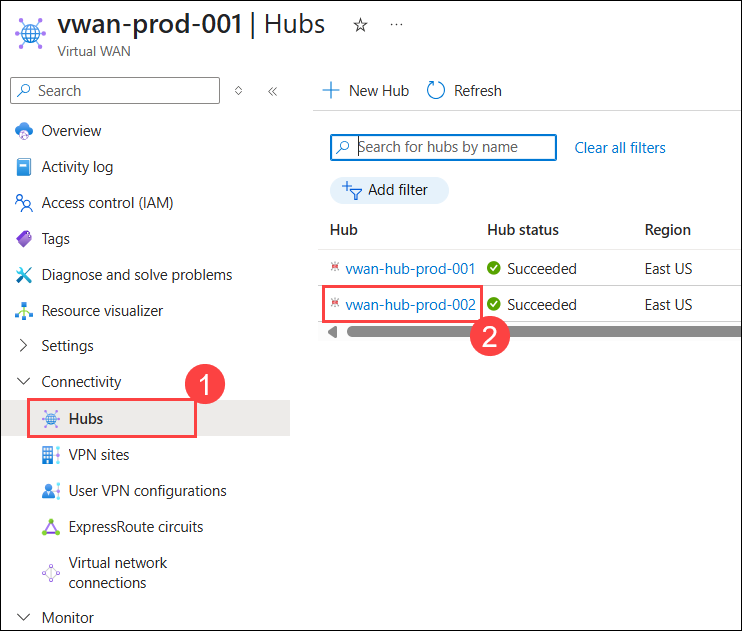 vwan-prod-001 | Hubs
Virtual WAN
Search
New Hub
Refresh
Search for hubs by name
Clear all filters
Add filter
Overview
Activity log
Access control (IAM)
Tags
Diagnose and solve problems
Resource visualizer
Settings
Connectivity
1
Hubs
VPN sites
User VPN configurations
ExpressRoute circuits
Virtual network
connections
Monitor
Hub Hub status Region
vwan-hub-prod-001 Succeeded East US
vwan-hub-prod-002 Succeeded East US
2